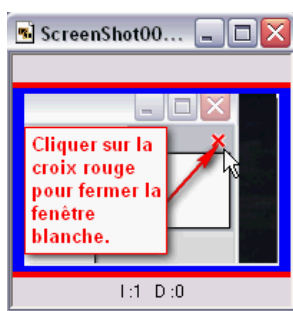 ScreenShot00...
Cliquer sur la
croix rouge
pour fermer la
fenêtre
blanche.
I:1 D:0